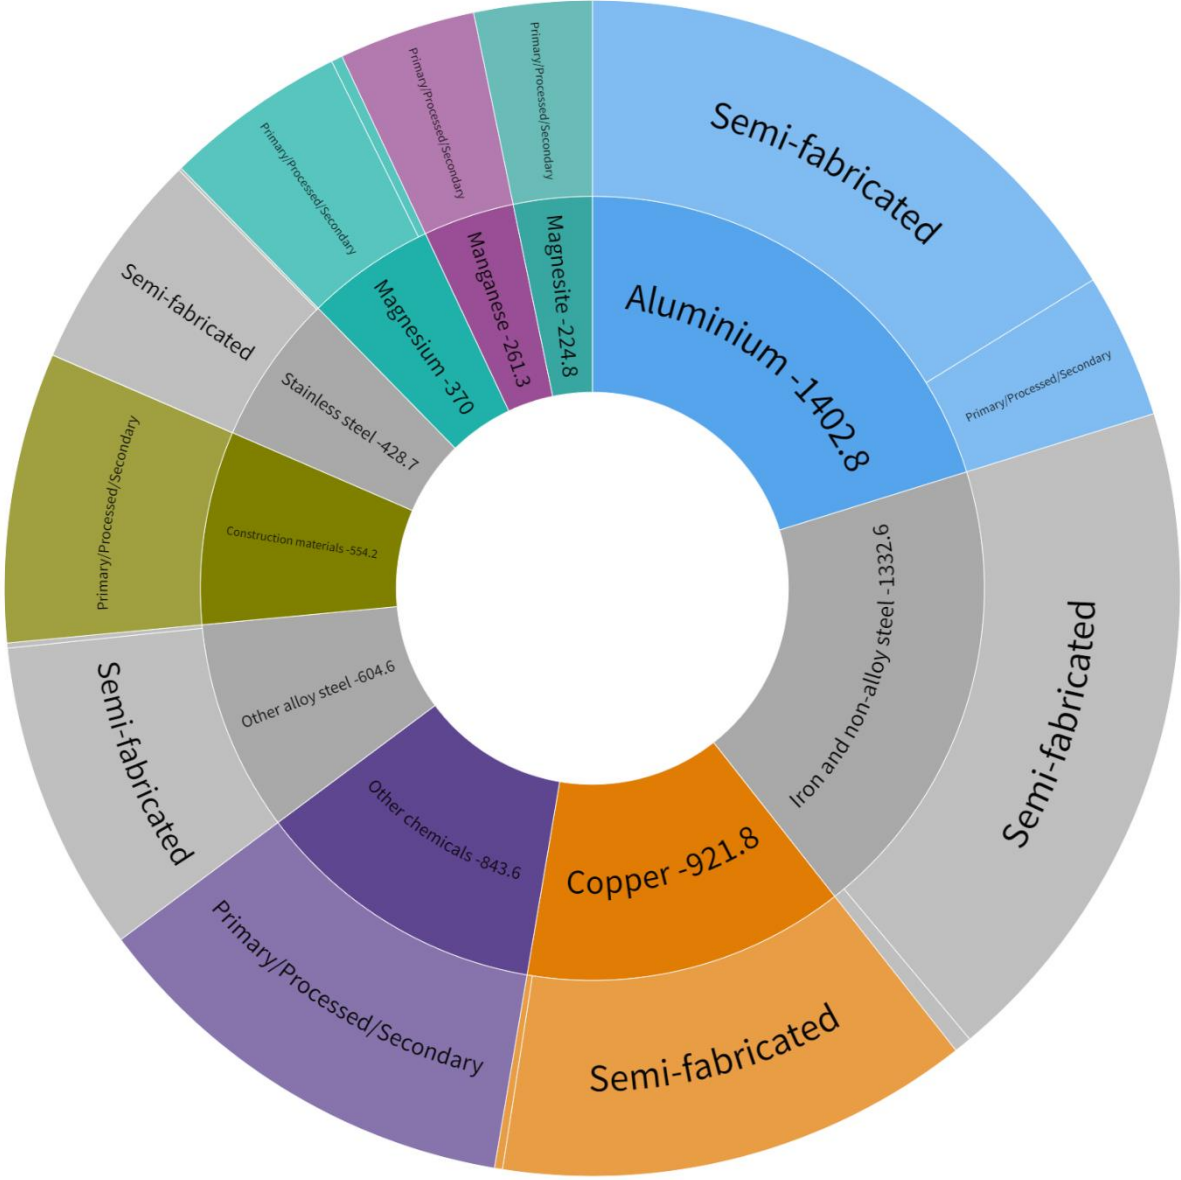 Semi-fabricated
Aluminium -1402.8
Primary/Processed/Secondary
Iron and non-alloy steel -1332.6
Semi-fabricated
Copper -921.8
Semi-fabricated
Other chemicals -843.6
Primary/Processed/Secondary
Other alloy steel -604.6
Semi-fabricated
Construction materials -554.2
Primary/Processed/Secondary
Stainless steel -428.7
Semi-fabricated
Magnesium -370
Primary/Processed/Secondary
Manganese -261.3
Primary/Processed/Secondary
Magnesite -224.8
Primary/Processed/Secondary